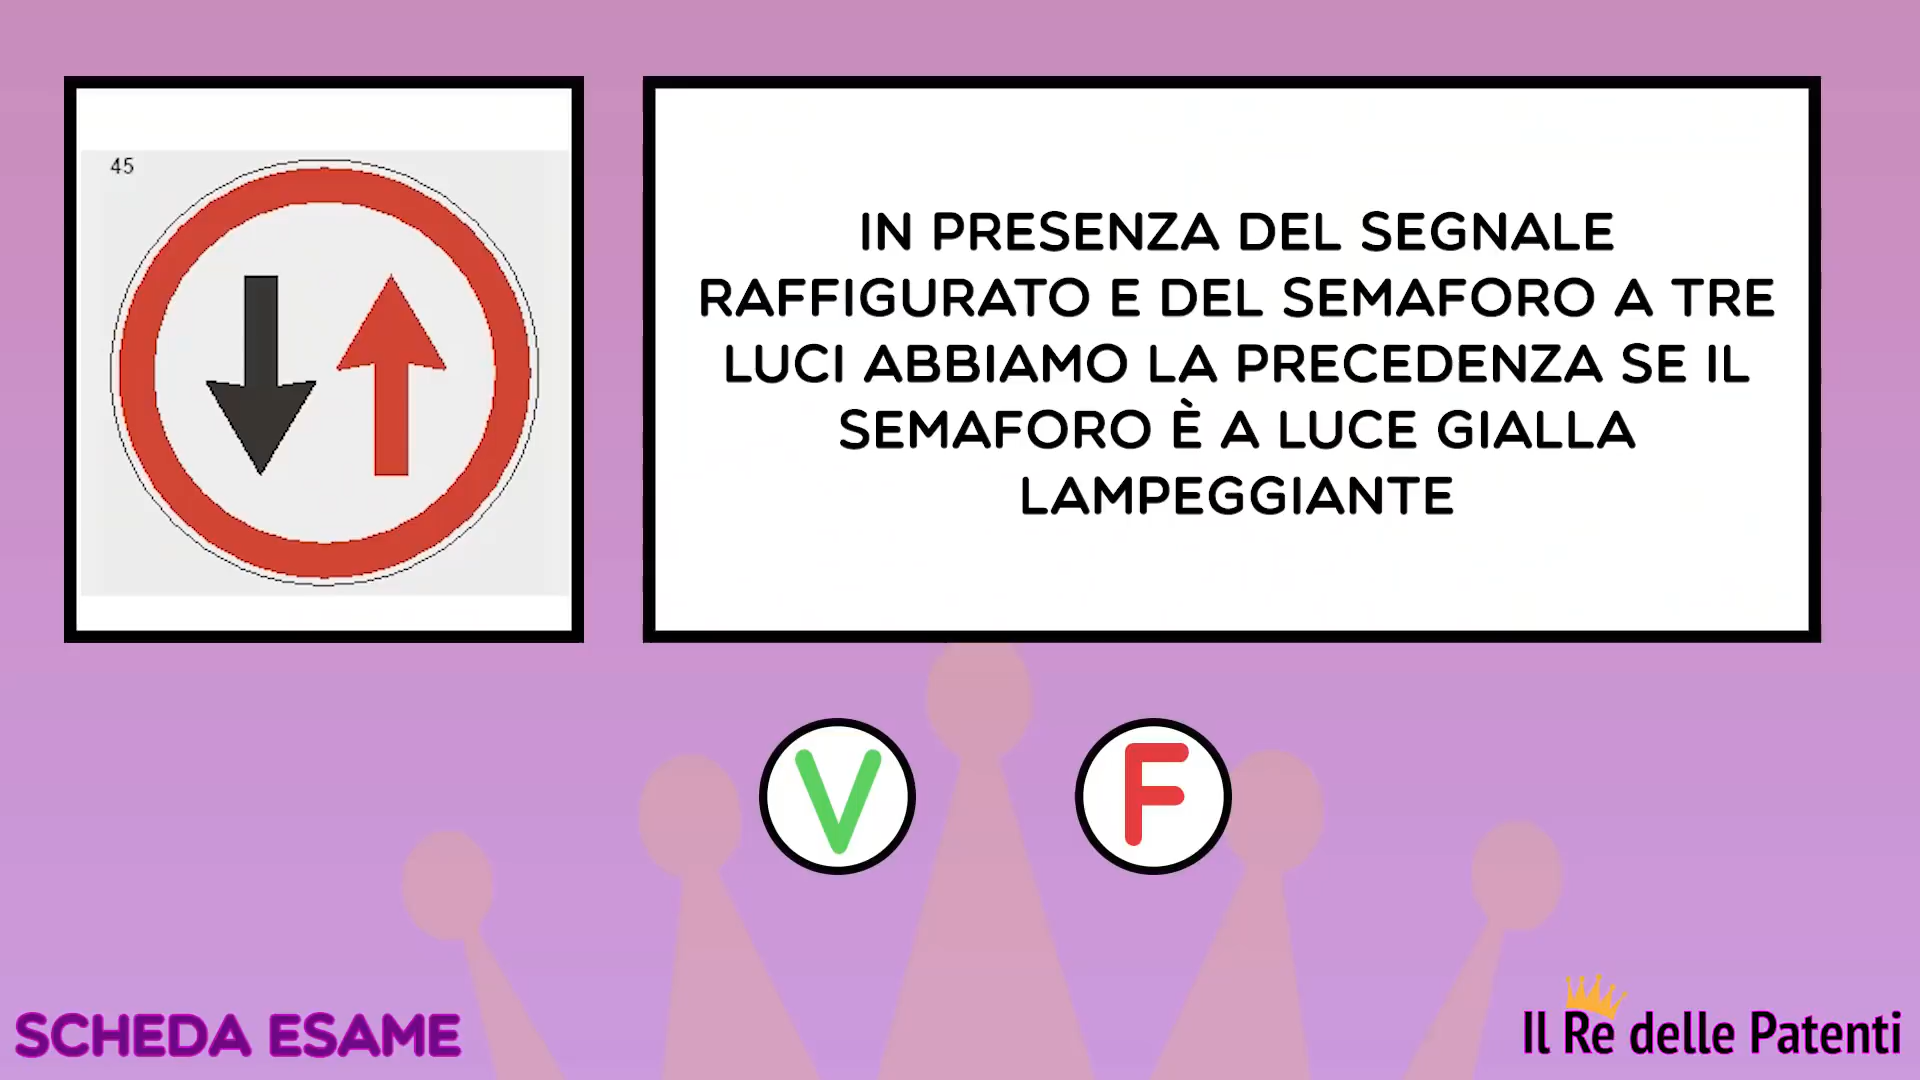 45
IN PRESENZA DEL SEGNALE
RAFFIGURATO E DEL SEMAFORO A TRE
LUCI ABBIAMO LA PRECEDENZA SE IL
SEMAFORO È A LUCE GIALLA
LAMPEGGIANTE
V F
SCHEDA ESAME
Il Re delle Patenti